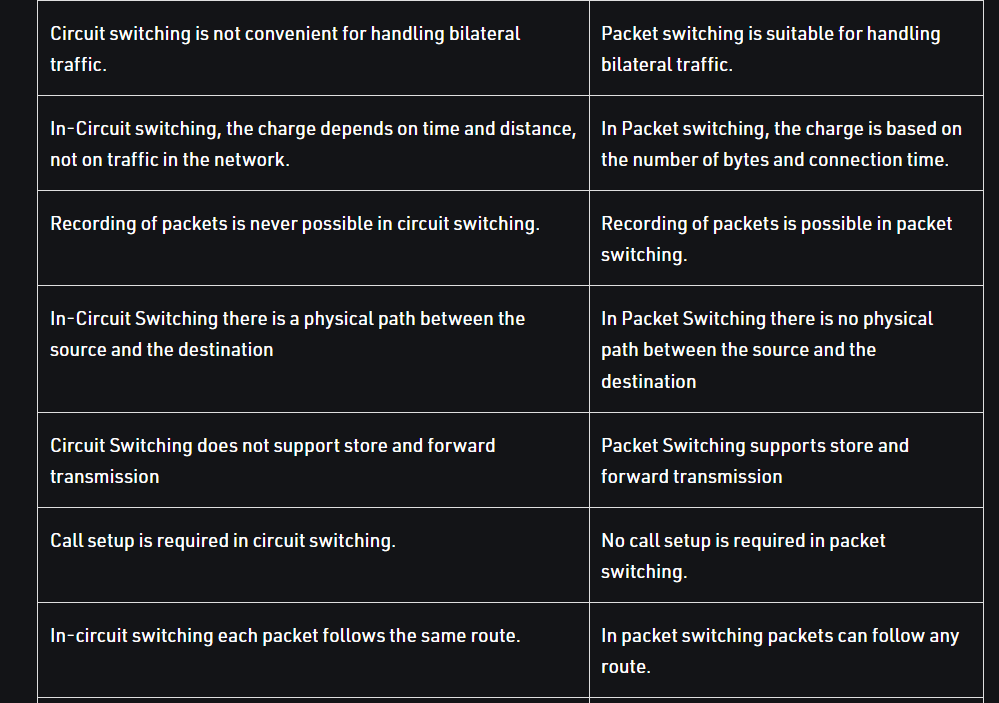 Circuit switching is not convenient for handling bilateral
traffic.
Packet switching is suitable for handling
bilateral traffic.
In-Circuit switching, the charge depends on time and distance,
not on traffic in the network.
In Packet switching, the charge is based on
the number of bytes and connection time.
Recording of packets is never possible in circuit switching.
Recording of packets is possible in packet
switching.
In-Circuit Switching there is a physical path between the
source and the destination
In Packet Switching there is no physical
path between the source and the
destination
Circuit Switching does not support store and forward
transmission
Packet Switching supports store and
forward transmission
Call setup is required in circuit switching.
No call setup is required in packet
switching.
In-circuit switching each packet follows the same route.
In packet switching packets can follow any
route.